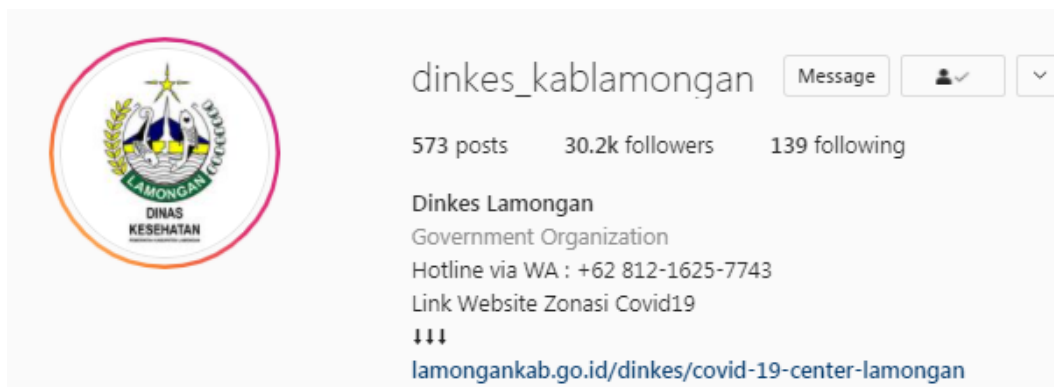 LAMONGAN
DINAS
KESEHATAN
dinkes_kablamongan Message
573 posts 30.2k followers 139 following
Dinkes Lamongan
Government Organization
Hotline via WA : +62 812-1625-7743
Link Website Zonasi Covid19
↓↓↓
lamongankab.go.id/dinkes/covid-19-center-lamongan